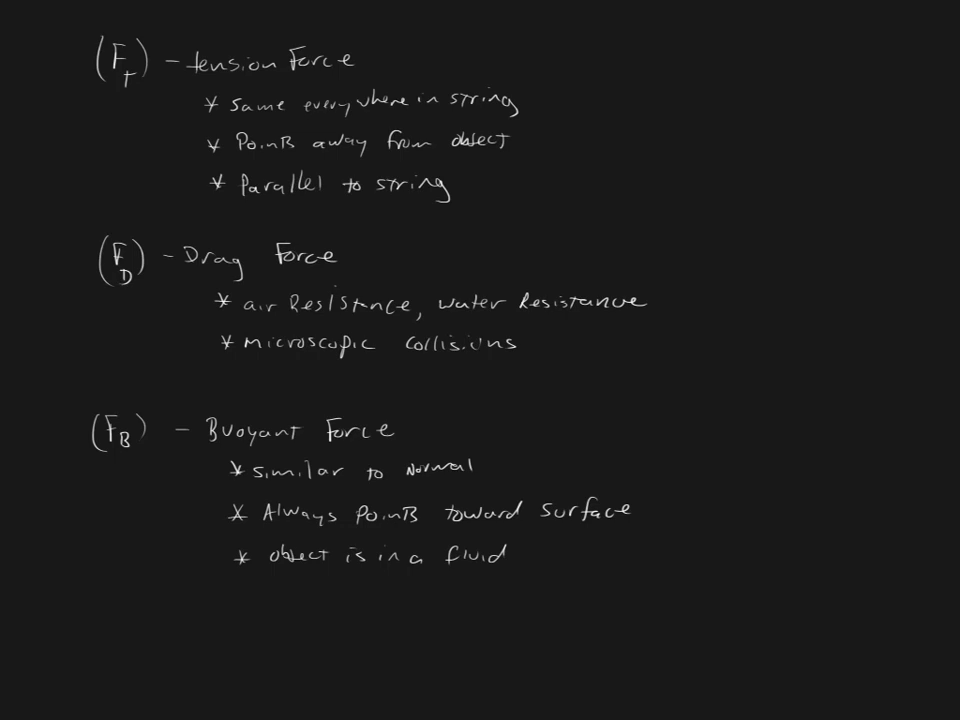 (F_T) - tension Force
* Same everywhere in string
* Points away from object
* Parallel to string
(F_D) - Drag Force
* air Resistance, water Resistance
* Microscopic Collisions
(F_B) - Buoyant Force
* similar to Normal
* Always Points toward surface
* object is in a fluid